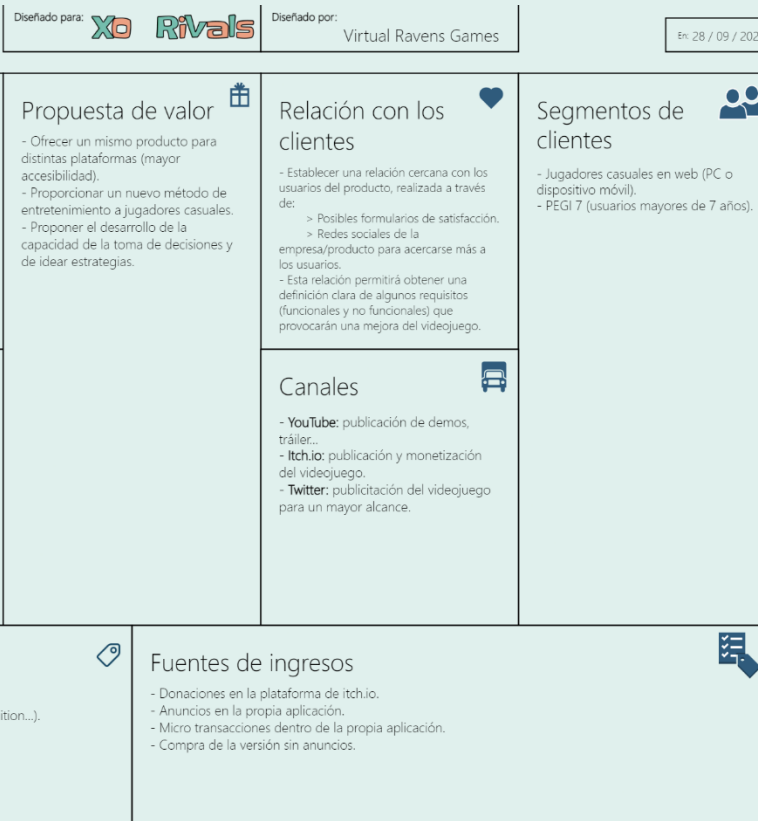 Diseñado para:
XO Rivals
Diseñado por:
Virtual Ravens Games
En: 28 / 09 / 202
Propuesta de valor
- Ofrecer un mismo producto para
distintas plataformas (mayor
accesibilidad).
- Proporcionar un nuevo método de
entretenimiento a jugadores casuales.
- Proponer el desarrollo de la
capacidad de la toma de decisiones y
de idear estrategias.
Relación con los
clientes
- Establecer una relación cercana con los
usuarios del producto, realizada a través
de:
> Posibles formularios de satisfacción.
> Redes sociales de la
empresa/producto para acercarse más a
los usuarios.
- Esta relación permitirá obtener una
definición clara de algunos requisitos
(funcionales y no funcionales) que
provocarán una mejora del videojuego.
Segmentos de
clientes
- Jugadores casuales en web (PC o
dispositivo móvil).
- PEGI 7 (usuarios mayores de 7 años).
Canales
- YouTube: publicación de demos,
tráiler...
- Itch.io: publicación y monetización
del videojuego.
- Twitter: publicitación del videojuego
para un mayor alcance.
ition...).
Fuentes de ingresos
- Donaciones en la plataforma de itch.io.
- Anuncios en la propia aplicación.
- Micro transacciones dentro de la propia aplicación.
- Compra de la versión sin anuncios.